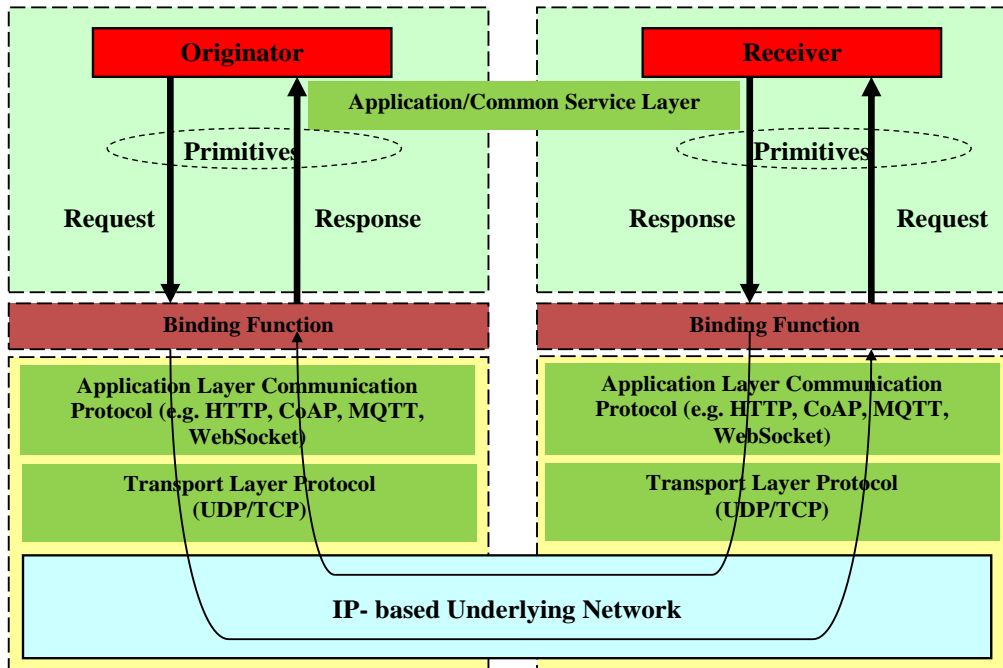 Originator
Receiver
Application/Common Service Layer
Primitives
Primitives
Request
Response
Response
Request
Binding Function
Binding Function
Application Layer Communication
Protocol (e.g. HTTP, CoAP, MQTT,
WebSocket)
Application Layer Communication
Protocol (e.g. HTTP, CoAP, MQTT,
WebSocket)
Transport Layer Protocol
(UDP/TCP)
Transport Layer Protocol
(UDP/TCP)
IP- based Underlying Network